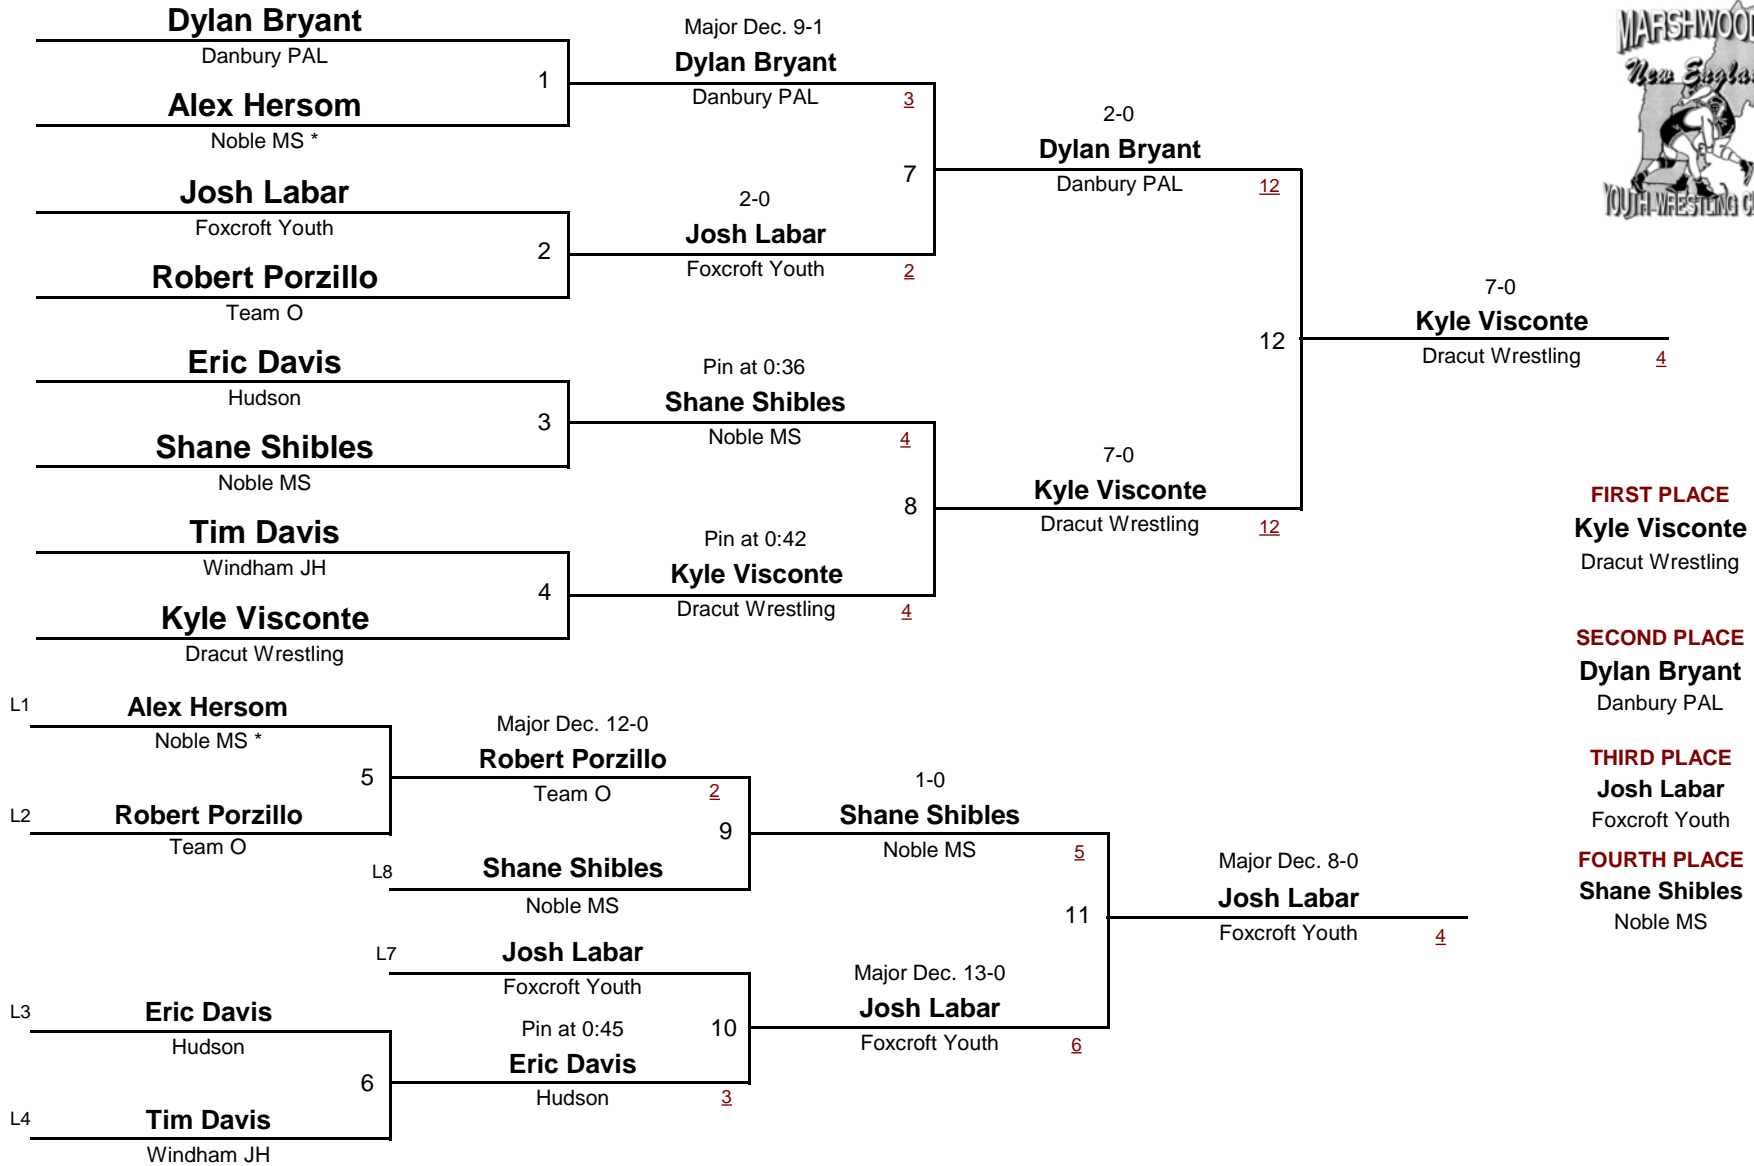 Dylan Bryant
Danbury PAL
1
Alex Hersom
Noble MS *
Josh Labar
Foxcroft Youth
2
Robert Porzillo
Team O
Eric Davis
Hudson
3
Shane Shibles
Noble MS
Tim Davis
Windham JH
4
Kyle Visconte
Dracut Wrestling
Major Dec. 9-1
Dylan Bryant
Danbury PAL 3
7
2-0
Josh Labar
Foxcroft Youth 2
Pin at 0:36
Shane Shibles
Noble MS 4
8
Pin at 0:42
Kyle Visconte
Dracut Wrestling 4
2-0
Dylan Bryant
Danbury PAL 12
12
7-0
Kyle Visconte
Dracut Wrestling 12
7-0
Kyle Visconte
Dracut Wrestling 4
L1 Alex Hersom
Noble MS *
5
L2 Robert Porzillo
Team O
L3 Eric Davis
Hudson
6
L4 Tim Davis
Windham JH
Major Dec. 12-0
Robert Porzillo
Team O 2
9
L8 Shane Shibles
Noble MS
L7 Josh Labar
Foxcroft Youth
10
Pin at 0:45
Eric Davis
Hudson 3
1-0
Shane Shibles
Noble MS 5
11
Major Dec. 13-0
Josh Labar
Foxcroft Youth 6
Major Dec. 8-0
Josh Labar
Foxcroft Youth 4
New
YOUTH WRESTLING
FIRST PLACE
Kyle Visconte
Dracut Wrestling
SECOND PLACE
Dylan Bryant
Danbury PAL
THIRD PLACE
Josh Labar
Foxcroft Youth
FOURTH PLACE
Shane Shibles
Noble MS